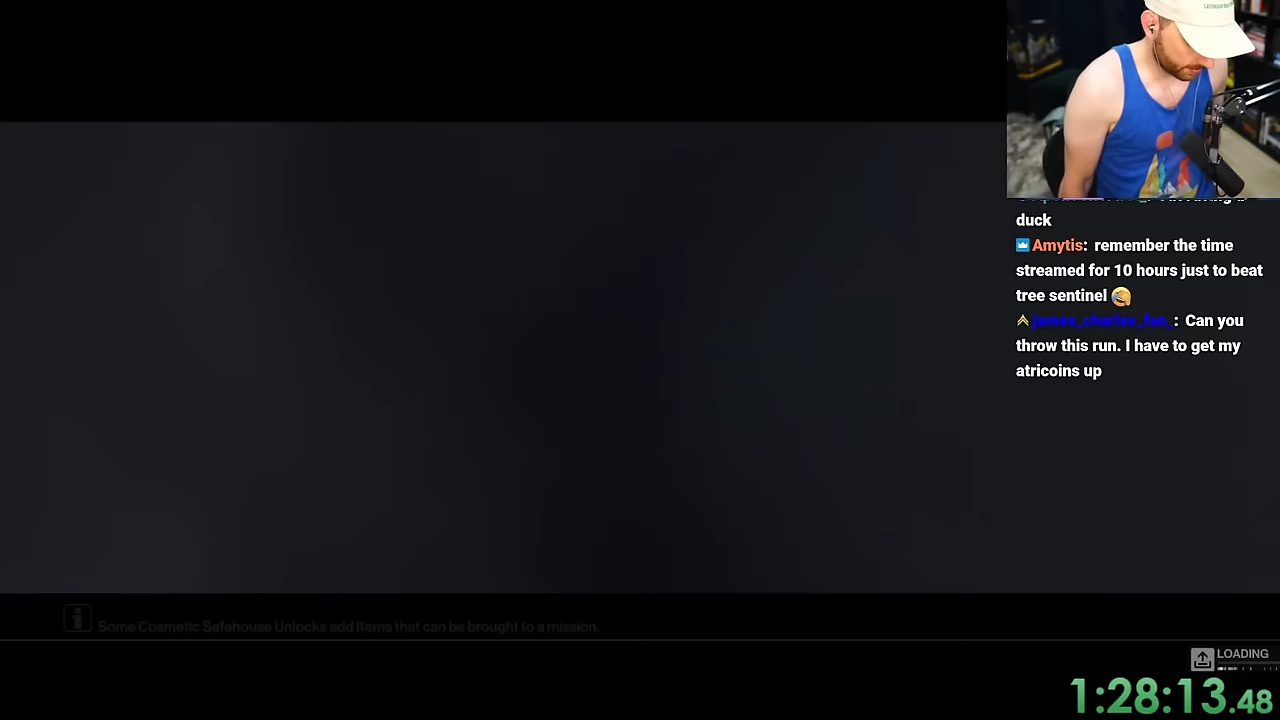 duck
Amytis: remember the time
streamed for 10 hours just to beat
tree sentinel
james_charles_fan_: Can you
throw this run. I have to get my
atricoins up
Some Cosmetic Safehouse Unlocks add Items that can be brought to a mission.
LOADING
1:28:13.48